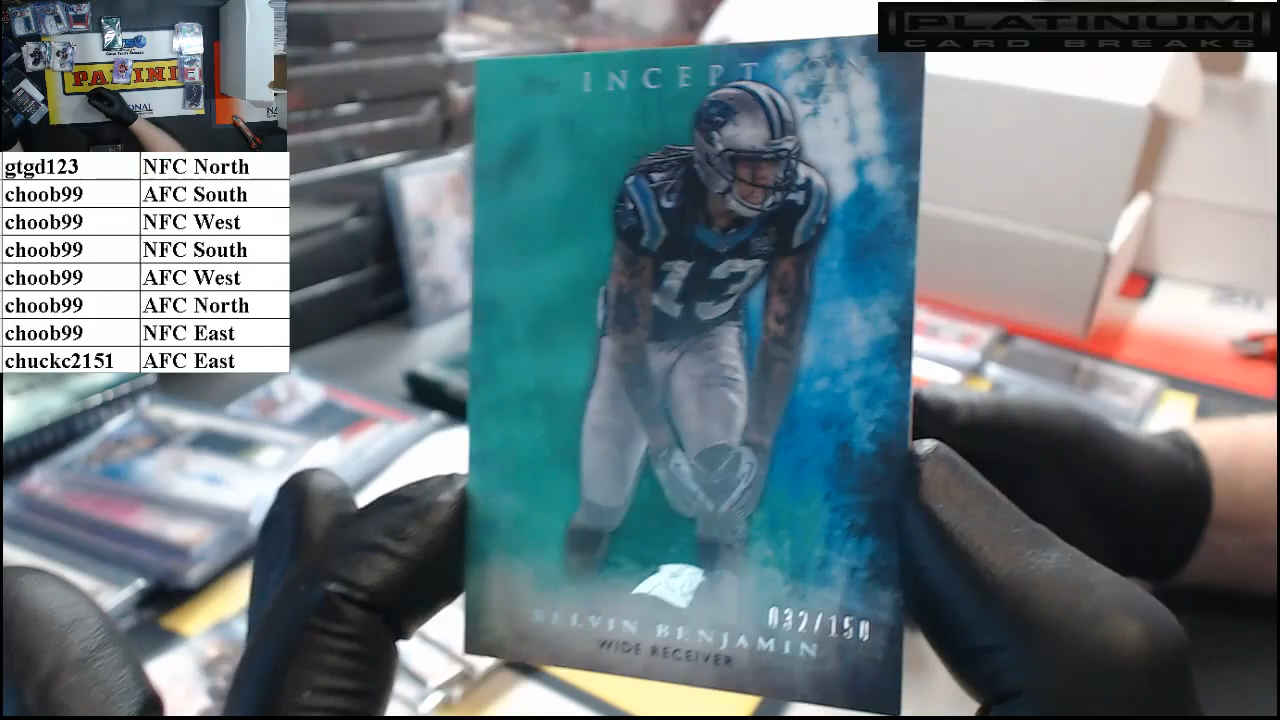 PLATINUM
CARD BREAKS
PANINI
gtgd123 NFC North
choob99 AFC South
choob99 NFC West
choob99 NFC South
choob99 AFC West
choob99 AFC North
choob99 NFC East
chuckc2151 AFC East
INCEPTION
13
032/150
KELVIN BENJAMIN
WIDE RECEIVER